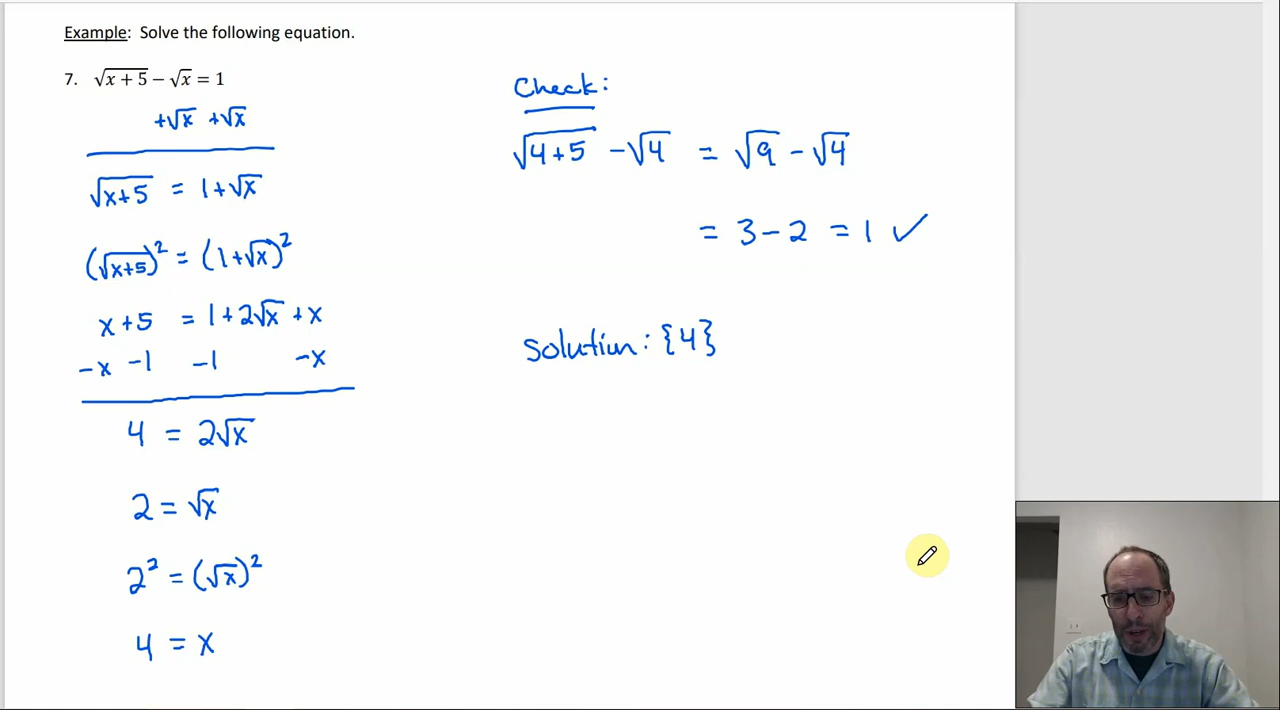 Example: Solve the following equation.
7. √(x + 5) − √x = 1
+√x +√x
√(x+5) = 1+√x
(√(x+5))² = (1+√x)²
x+5 = 1+2√x +x
−x −1 −1 −x
4 = 2√x
2 = √x
2² = (√x)²
4 = x
Check:
√(4+5) −√4 = √9 − √4
= 3−2 = 1 ✓
Solution: {4}